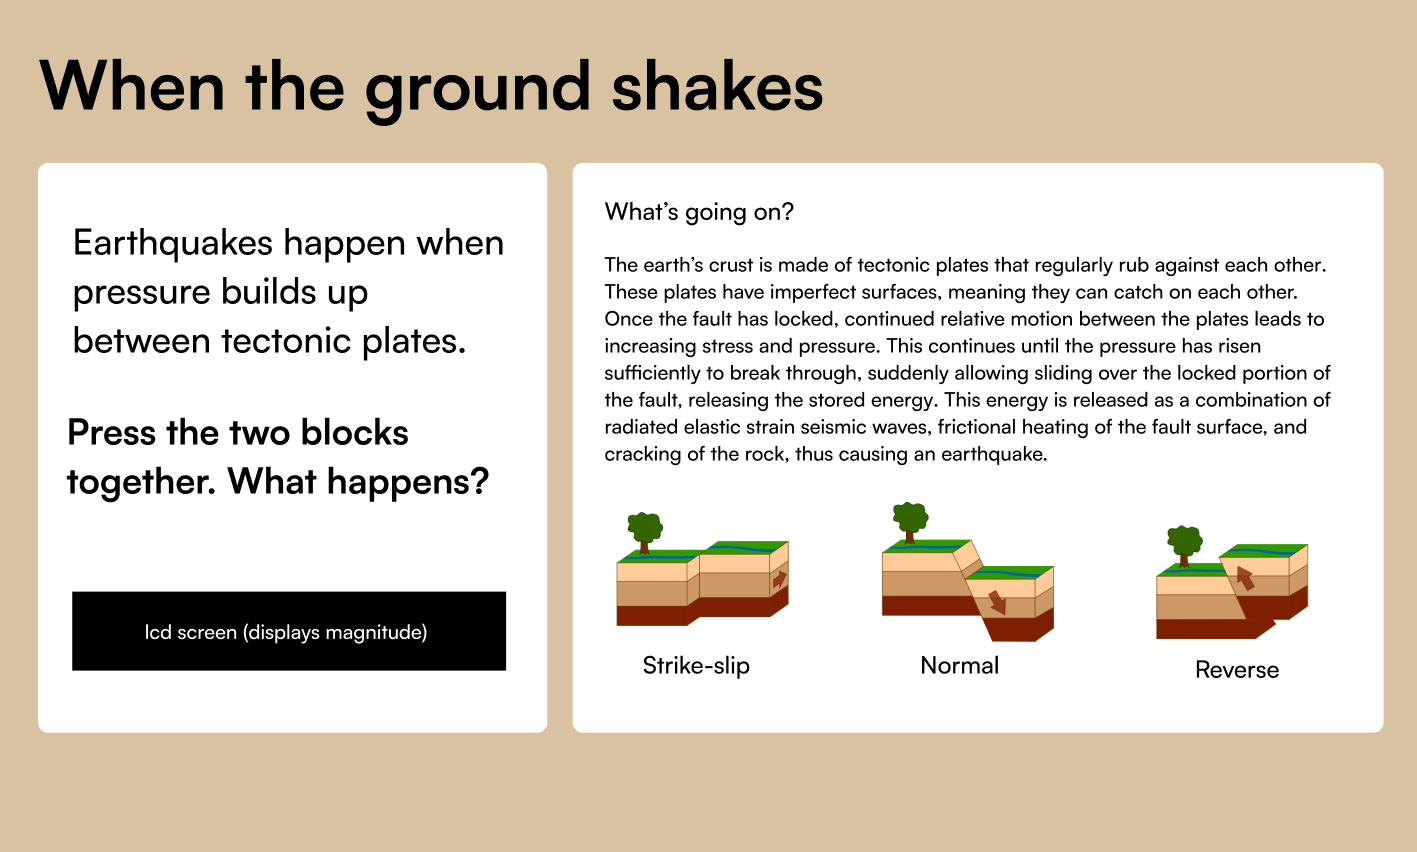 When the ground shakes
Earthquakes happen when
pressure builds up
between tectonic plates.
Press the two blocks
together. What happens?
lcd screen (displays magnitude)
What’s going on?
The earth’s crust is made of tectonic plates that regularly rub against each other.
These plates have imperfect surfaces, meaning they can catch on each other.
Once the fault has locked, continued relative motion between the plates leads to
increasing stress and pressure. This continues until the pressure has risen
sufficiently to break through, suddenly allowing sliding over the locked portion of
the fault, releasing the stored energy. This energy is released as a combination of
radiated elastic strain seismic waves, frictional heating of the fault surface, and
cracking of the rock, thus causing an earthquake.
Strike-slip
Normal
Reverse